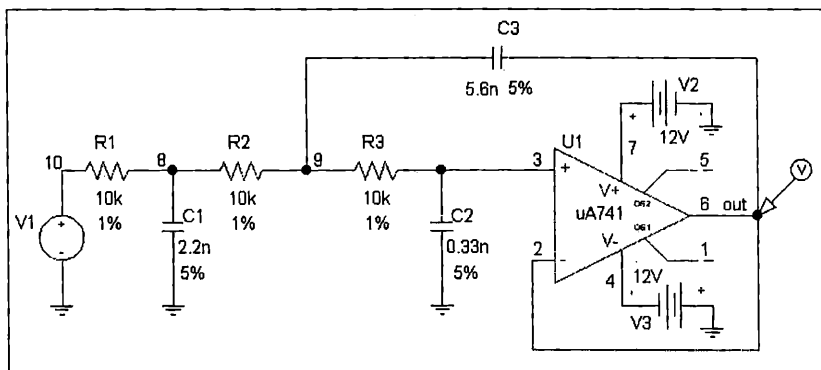 C3
5.6n 5%
V2
12V
R1
R2
R3
U1
10
8
9
3
7
5
10k
1%
10k
1%
10k
1%
V+
OS2
uA741
OS1
V-
6 out
V
V1
C1
2.2n
5%
C2
0.33n
5%
2
4
12V
1
V3